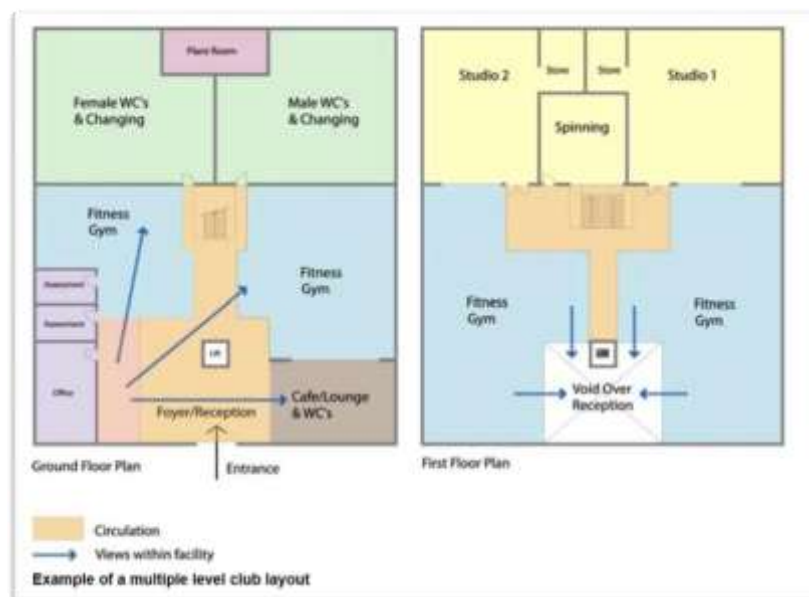 Plant Room
Female WC's
& Changing
Male WC's
& Changing
Fitness
Gym
Fitness
Gym
Assessment
Assessment
Office
Lift
Foyer/Reception
Cafe/Lounge
& WC's
Ground Floor Plan
Entrance
Studio 2
Store
Store
Studio 1
Spinning
Fitness
Gym
Fitness
Gym
Void Over
Reception
First Floor Plan
Circulation
Views within facility
Example of a multiple level club layout